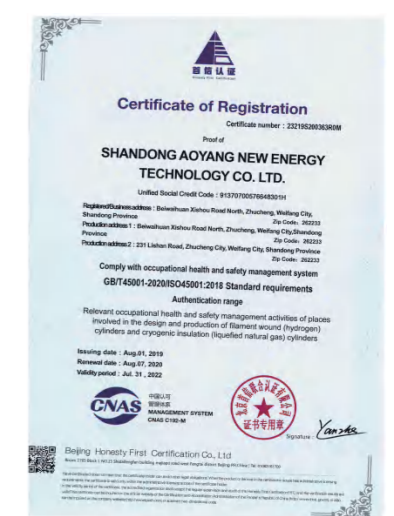 首信认证
Certificate of Registration
Certificate number : 23219S200363R0M
Proof of
SHANDONG AOYANG NEW ENERGY
TECHNOLOGY CO. LTD.
Unified Social Credit Code : 91370700576648301H
Registered/Business address : Beiwaihuan Xishou Road North, Zhucheng, Weifang City,
Shandong Province
Zip Code: 262233
Production address 1 : Beiwaihuan Xishou Road North, Zhucheng, Weifang City,Shandong
Province
Zip Code: 262233
Production address 2 : 231 Lishan Road, Zhucheng City, Weifang City, Shandong Province
Zip Code: 262233
Comply with occupational health and safety management system
GB/T45001-2020/ISO45001:2018 Standard requirements
Authentication range
Relevant occupational health and safety management activities of places
involved in the design and production of filament wound (hydrogen)
cylinders and cryogenic insulation (liquefied natural gas) cylinders
Issuing date : Aug.01, 2019
Renewal date : Aug.07, 2020
Validity period : Jul. 31 , 2022
CNAS
中国认可
管理体系
MANAGEMENT SYSTEM
CNAS C102-M
证书专用章
Signature :
Beijing Honesty First Certification Co., Ltd